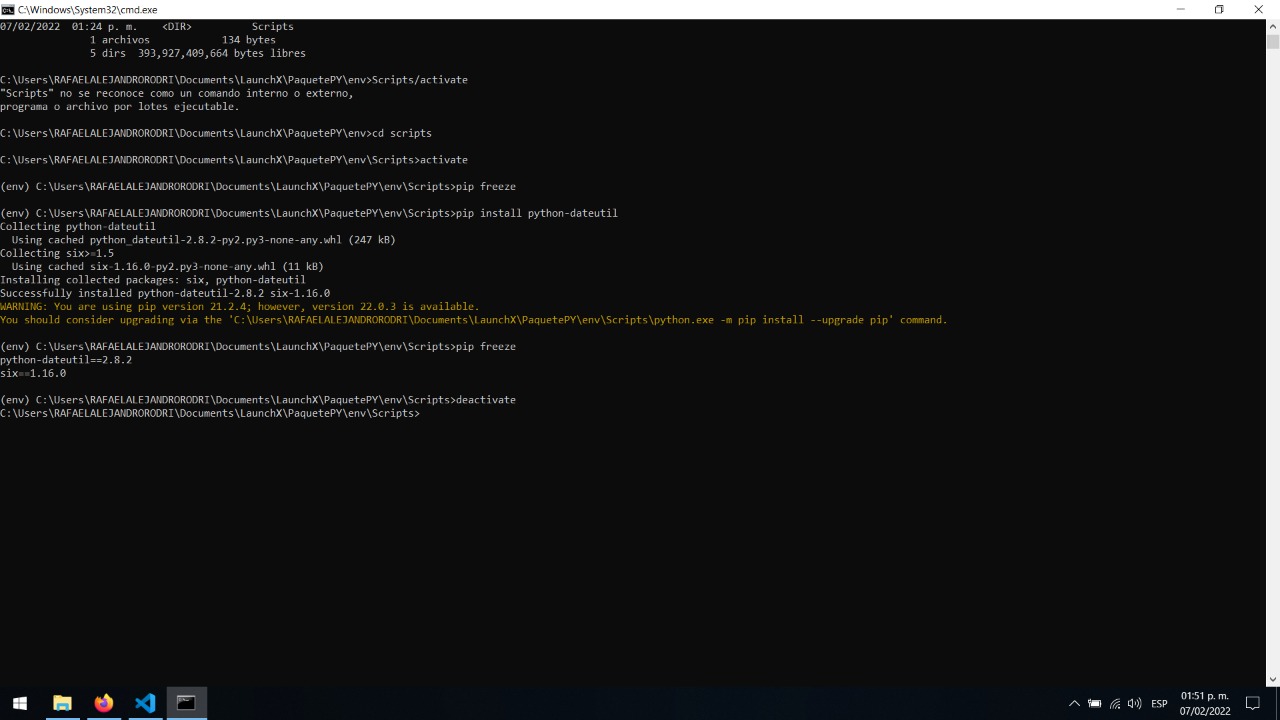 C:\Windows\System32\cmd.exe
07/02/2022  01:24 p. m.    <DIR>          Scripts
               1 archivos            134 bytes
               5 dirs  393,927,409,664 bytes libres
C:\Users\RAFAELALEJANDRORODRI\Documents\LaunchX\PaquetePY\env>Scripts/activate
"Scripts" no se reconoce como un comando interno o externo,
programa o archivo por lotes ejecutable.
C:\Users\RAFAELALEJANDRORODRI\Documents\LaunchX\PaquetePY\env>cd scripts
C:\Users\RAFAELALEJANDRORODRI\Documents\LaunchX\PaquetePY\env\Scripts>activate
(env) C:\Users\RAFAELALEJANDRORODRI\Documents\LaunchX\PaquetePY\env\Scripts>pip freeze
(env) C:\Users\RAFAELALEJANDRORODRI\Documents\LaunchX\PaquetePY\env\Scripts>pip install python-dateutil
Collecting python-dateutil
  Using cached python_dateutil-2.8.2-py2.py3-none-any.whl (247 kB)
Collecting six>=1.5
  Using cached six-1.16.0-py2.py3-none-any.whl (11 kB)
Installing collected packages: six, python-dateutil
Successfully installed python-dateutil-2.8.2 six-1.16.0
WARNING: You are using pip version 21.2.4; however, version 22.0.3 is available.
You should consider upgrading via the 'C:\Users\RAFAELALEJANDRORODRI\Documents\LaunchX\PaquetePY\env\Scripts\python.exe -m pip install --upgrade pip' command.
(env) C:\Users\RAFAELALEJANDRORODRI\Documents\LaunchX\PaquetePY\env\Scripts>pip freeze
python-dateutil==2.8.2
six==1.16.0
(env) C:\Users\RAFAELALEJANDRORODRI\Documents\LaunchX\PaquetePY\env\Scripts>deactivate
C:\Users\RAFAELALEJANDRORODRI\Documents\LaunchX\PaquetePY\env\Scripts>
ESP
01:51 p. m.
07/02/2022